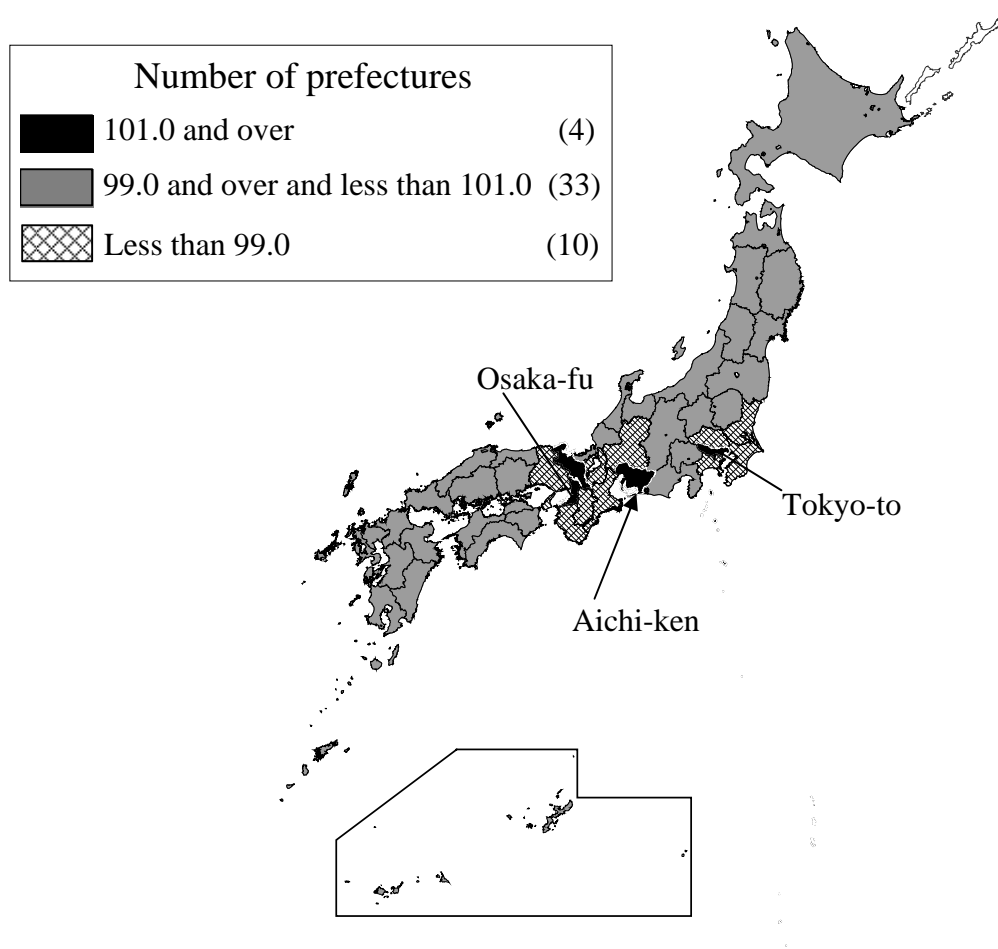 Number of prefectures
101.0 and over (4)
99.0 and over and less than 101.0 (33)
Less than 99.0 (10)
Osaka-fu
Tokyo-to
Aichi-ken